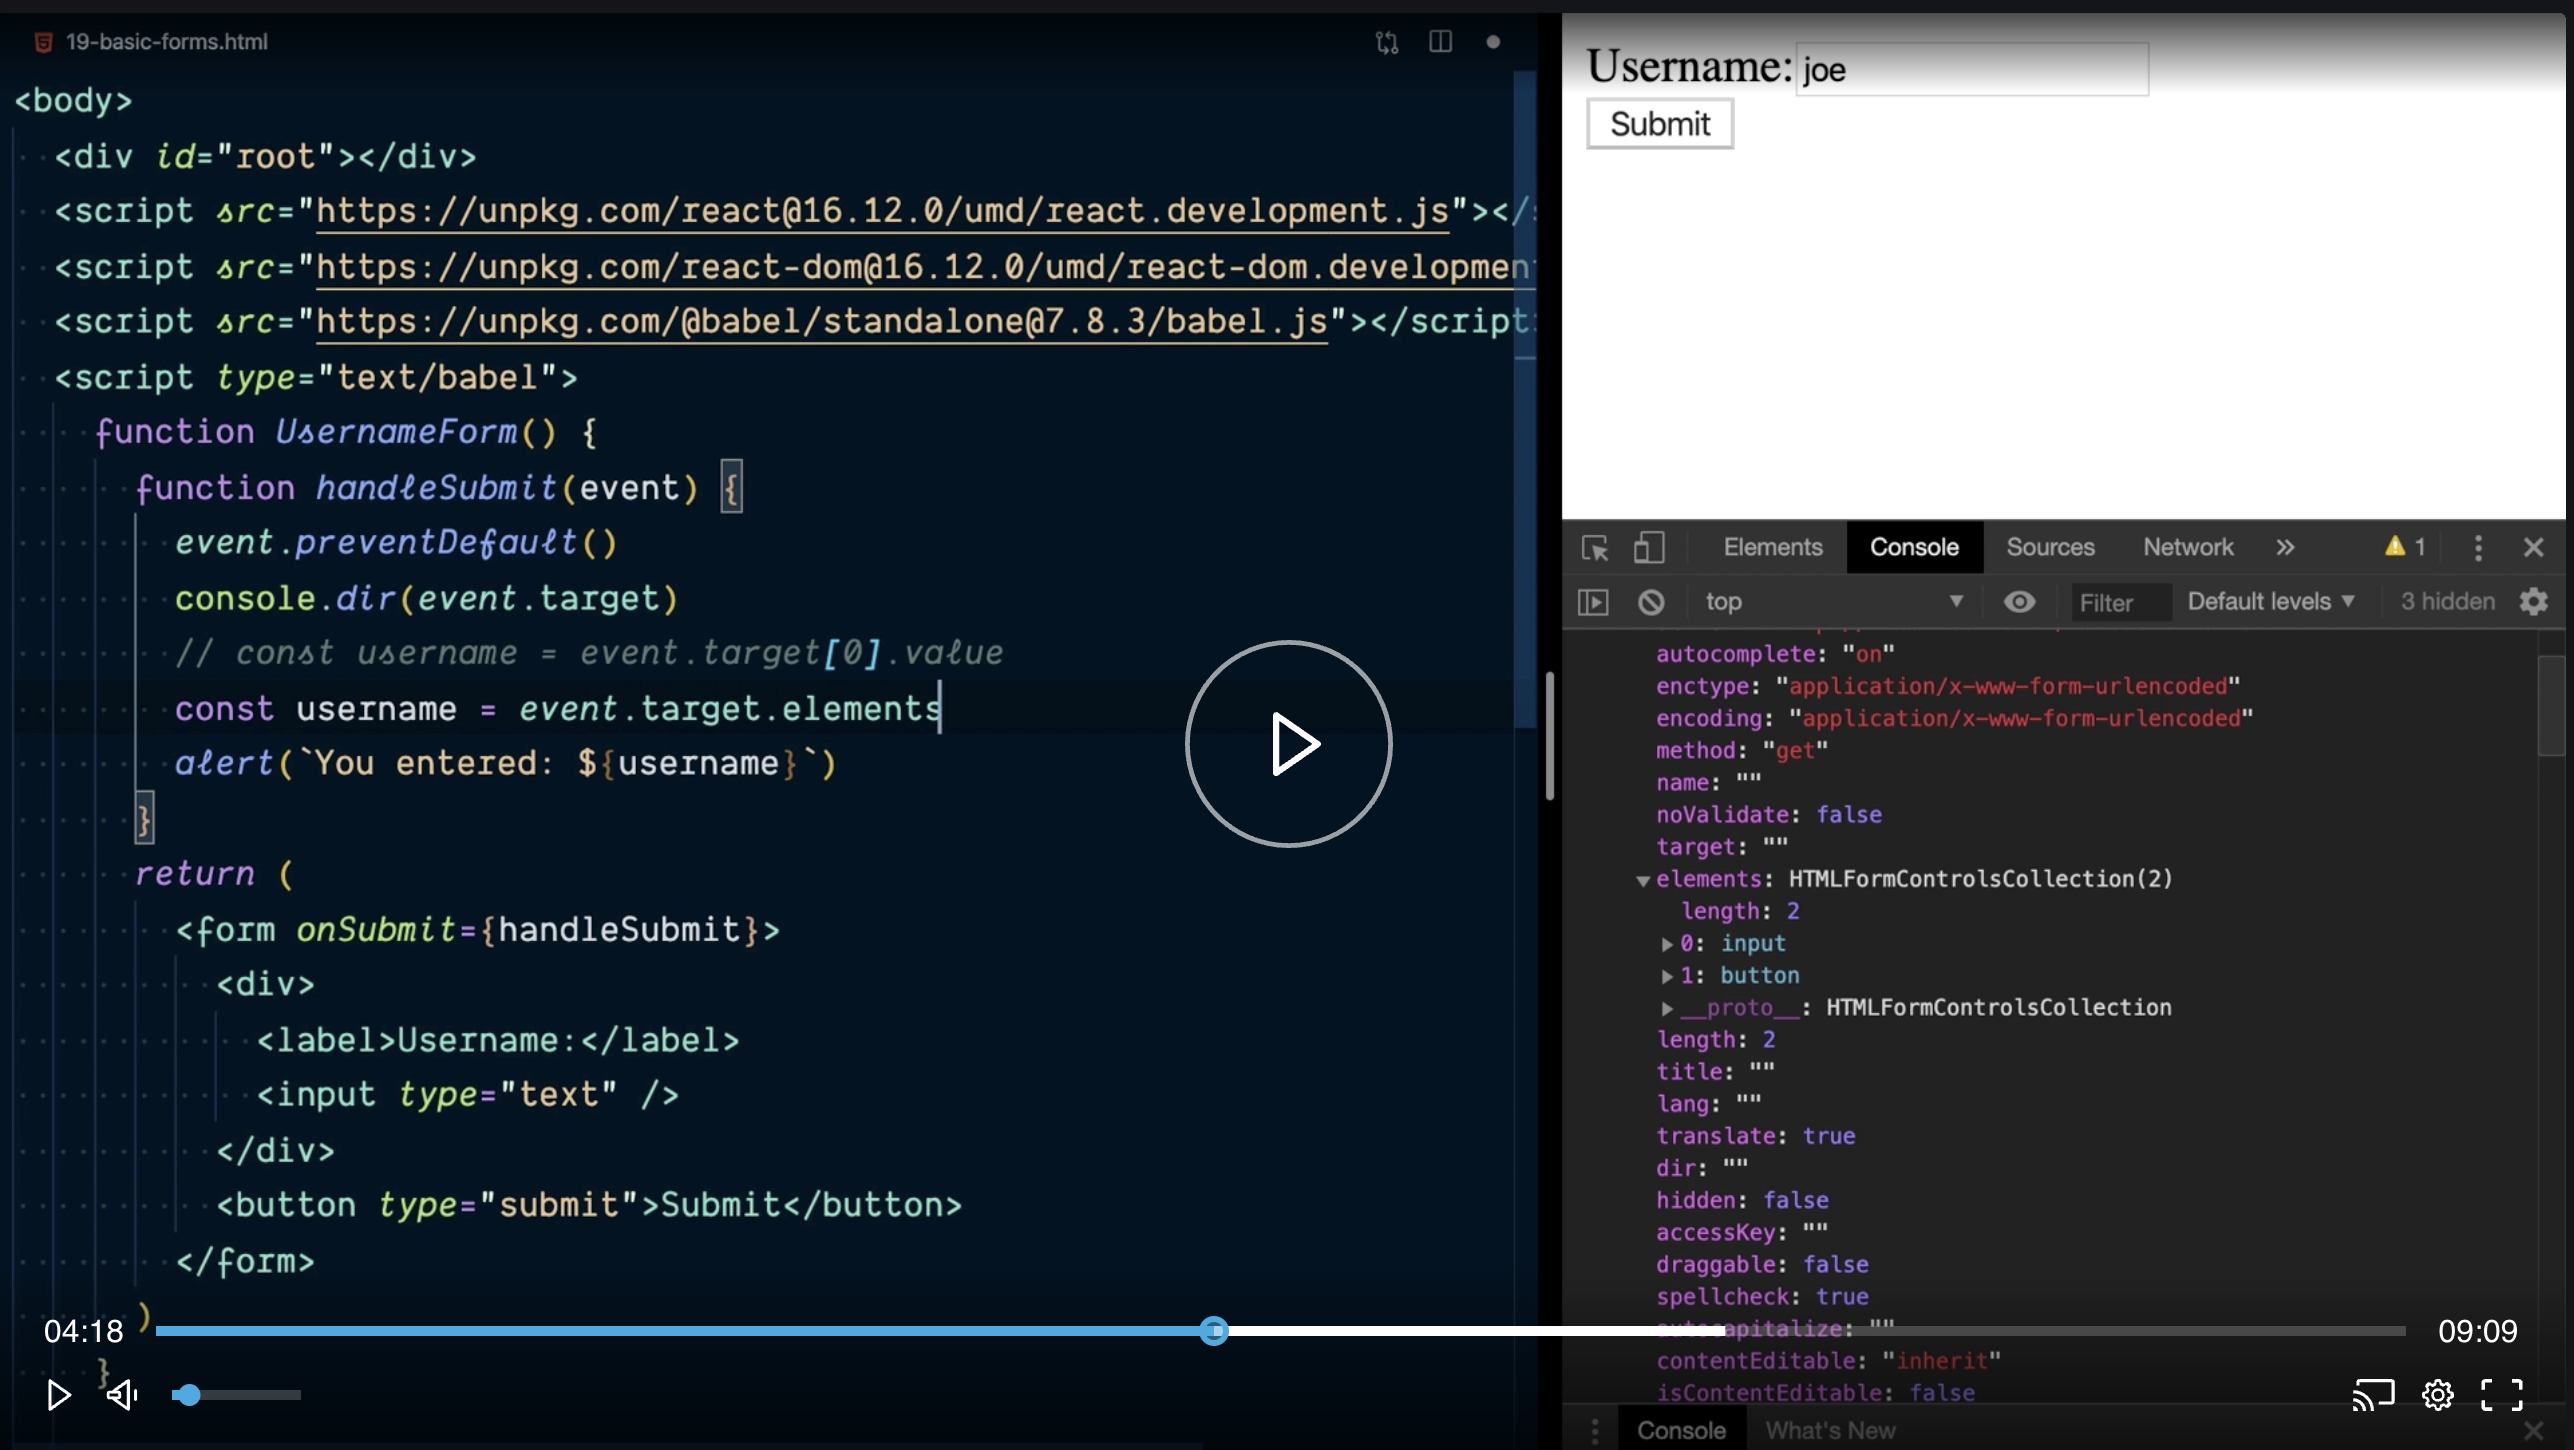 19-basic-forms.html
<body>
<div id="root"></div>
<script src="https://unpkg.com/react@16.12.0/umd/react.development.js"></
<script src="https://unpkg.com/react-dom@16.12.0/umd/react-dom.developmen
<script src="https://unpkg.com/@babel/standalone@7.8.3/babel.js"></script
<script type="text/babel">
function UsernameForm() {
function handleSubmit(event) {
event.preventDefault()
console.dir(event.target)
// const username = event.target[0].value
const username = event.target.elements
alert(`You entered: ${username}`)
}
return (
<form onSubmit={handleSubmit}>
<div>
<label>Username:</label>
<input type="text" />
</div>
<button type="submit">Submit</button>
</form>
)
}
04:18
09:09
Username: joe
Submit
Elements Console Sources Network » 1
top Filter Default levels ▼ 3 hidden
autocomplete: "on"
enctype: "application/x-www-form-urlencoded"
encoding: "application/x-www-form-urlencoded"
method: "get"
name: ""
noValidate: false
target: ""
elements: HTMLFormControlsCollection(2)
length: 2
0: input
1: button
__proto__: HTMLFormControlsCollection
length: 2
title: ""
lang: ""
translate: true
dir: ""
hidden: false
accessKey: ""
draggable: false
spellcheck: true
autocapitalize: ""
contentEditable: "inherit"
isContentEditable: false
Console What's New